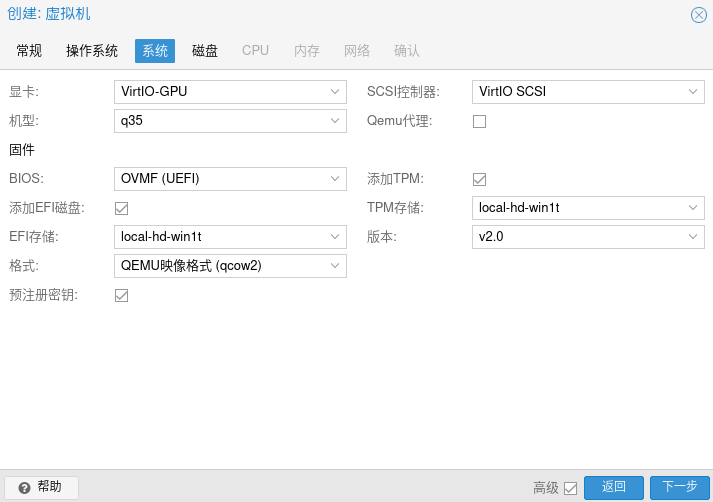 创建: 虚拟机
常规 操作系统 系统 磁盘 CPU 内存 网络 确认
显卡: VirtIO-GPU SCSI控制器: VirtIO SCSI
机型: q35 Qemu代理:
固件
BIOS: OVMF (UEFI) 添加TPM:
添加EFI磁盘: TPM存储: local-hd-win1t
EFI存储: local-hd-win1t 版本: v2.0
格式: QEMU映像格式 (qcow2)
预注册密钥:
帮助 高级 返回 下一步